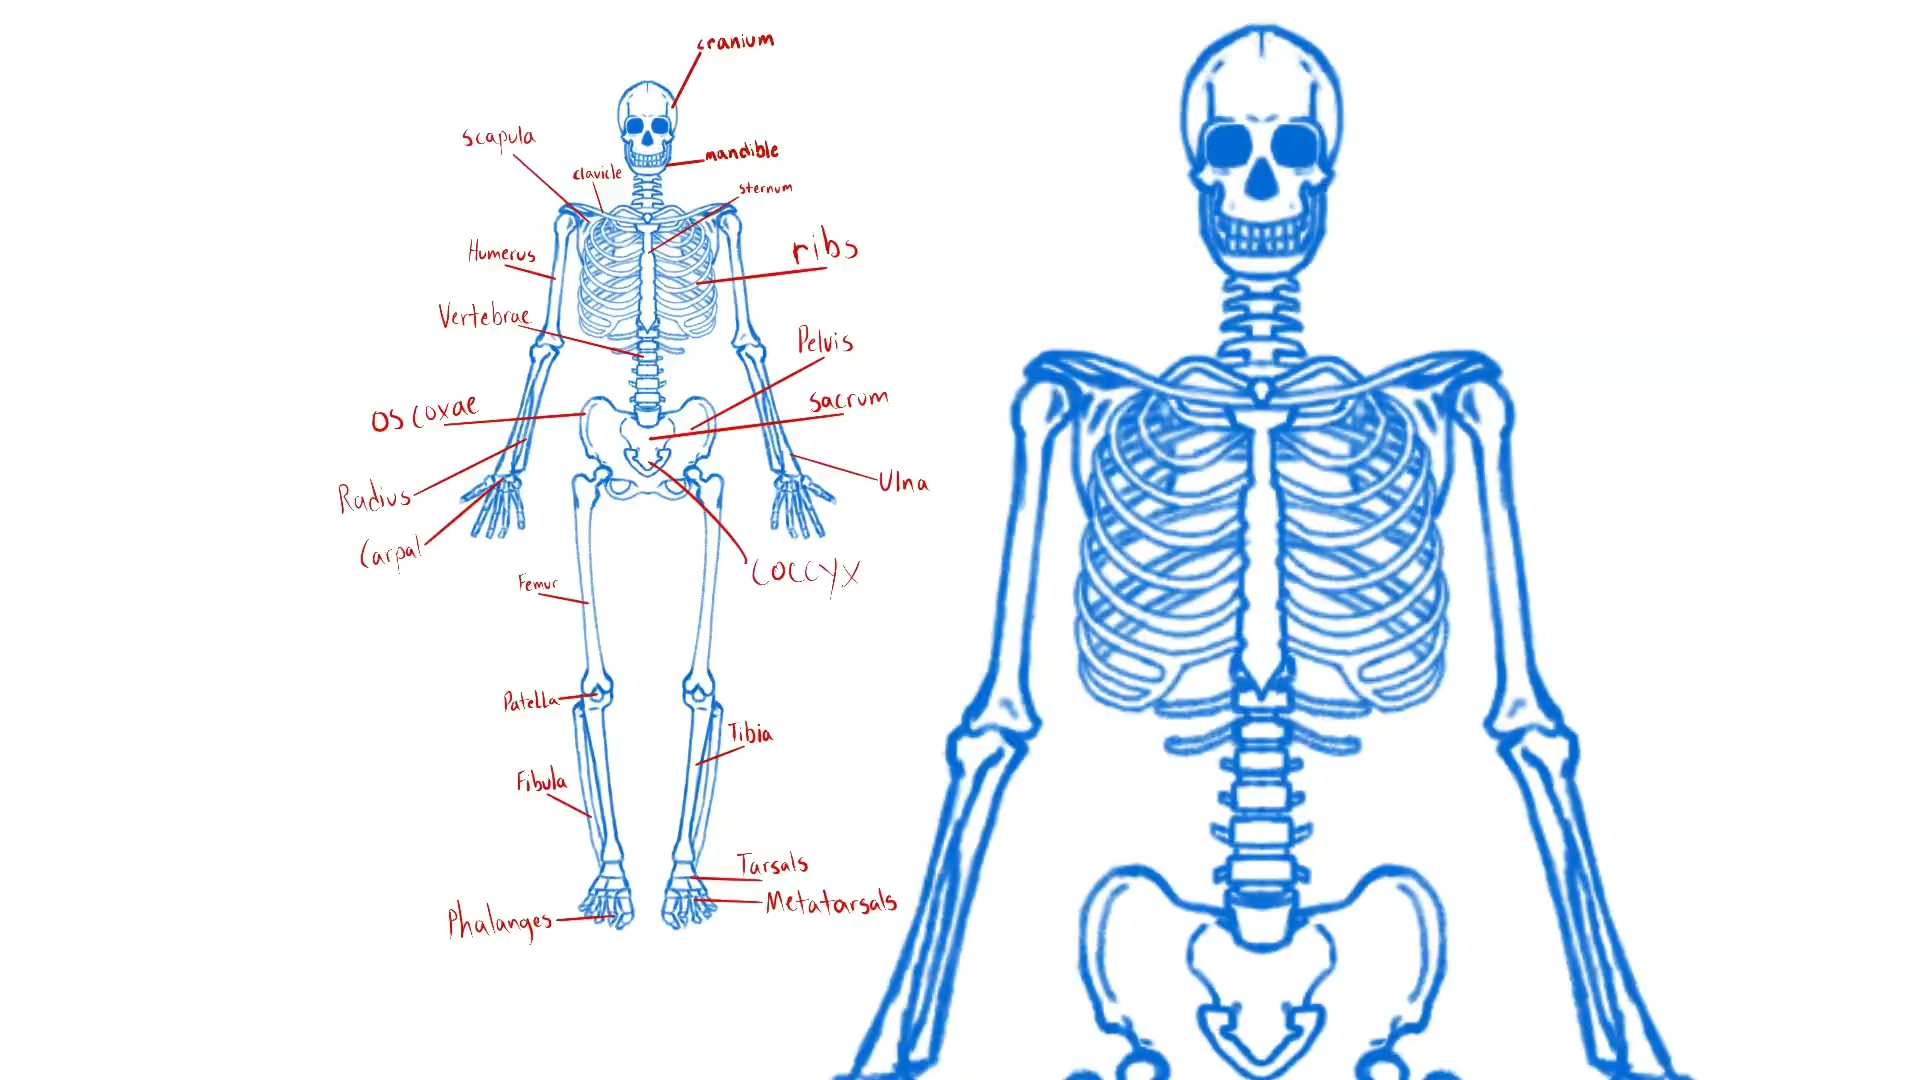 cranium
scapula
mandible
clavicle
sternum
Humerus
ribs
Vertebrae
Pelvis
sacrum
os coxae
Ulna
Radius
Carpal
coccyx
Femur
Patella
Tibia
Fibula
Tarsals
Metatarsals
Phalanges